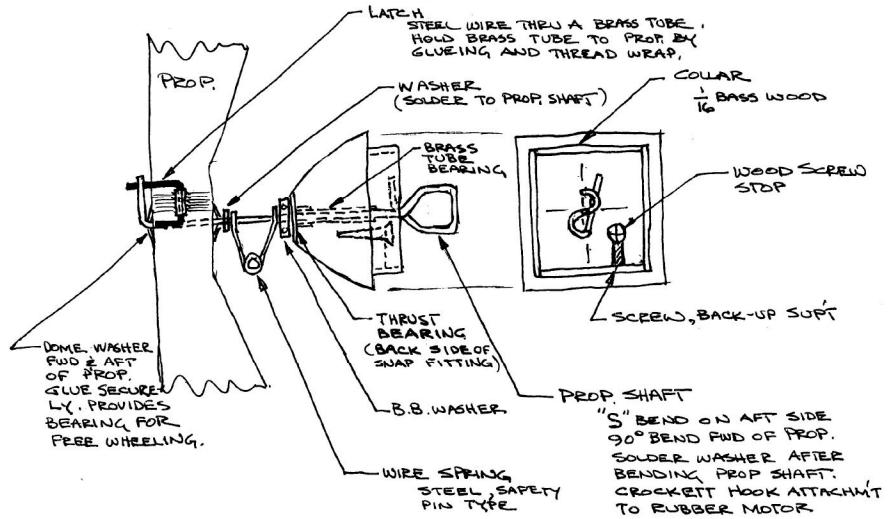 LATCH
STEEL WIRE THRU A BRASS TUBE.
HOLD BRASS TUBE TO PROP. BY
GLUEING AND THREAD WRAP.
PROP.
WASHER
(SOLDER TO PROP. SHAFT)
BRASS
TUBE
BEARING
COLLAR
1/16 BASS WOOD
WOOD SCREW
STOP
SCREW, BACK-UP SUP'T
THRUST
BEARING
(BACK SIDE OF
SNAP FITTING)
DOME WASHER
FWD & AFT
OF PROP.
GLUE SECURE-
LY. PROVIDES
BEARING FOR
FREE WHEELING.
B.B. WASHER
WIRE SPRING
STEEL, SAFETY
PIN TYPE
PROP. SHAFT
"S" BEND ON AFT SIDE
90° BEND FWD OF PROP.
SOLDER WASHER AFTER
BENDING PROP SHAFT.
CROCKETT HOOK ATTACHM'T
TO RUBBER MOTOR